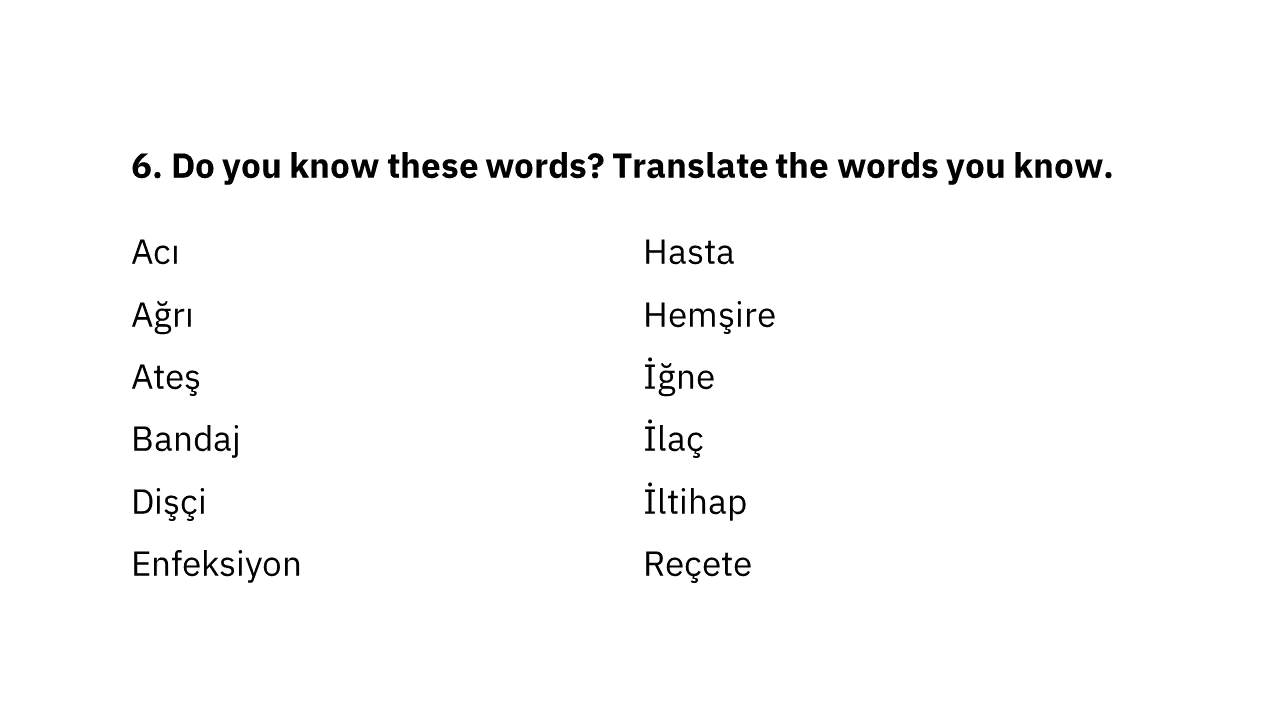 6. Do you know these words? Translate the words you know.
Acı
Ağrı
Ateş
Bandaj
Dişçi
Enfeksiyon
Hasta
Hemşire
İğne
İlaç
İltihap
Reçete